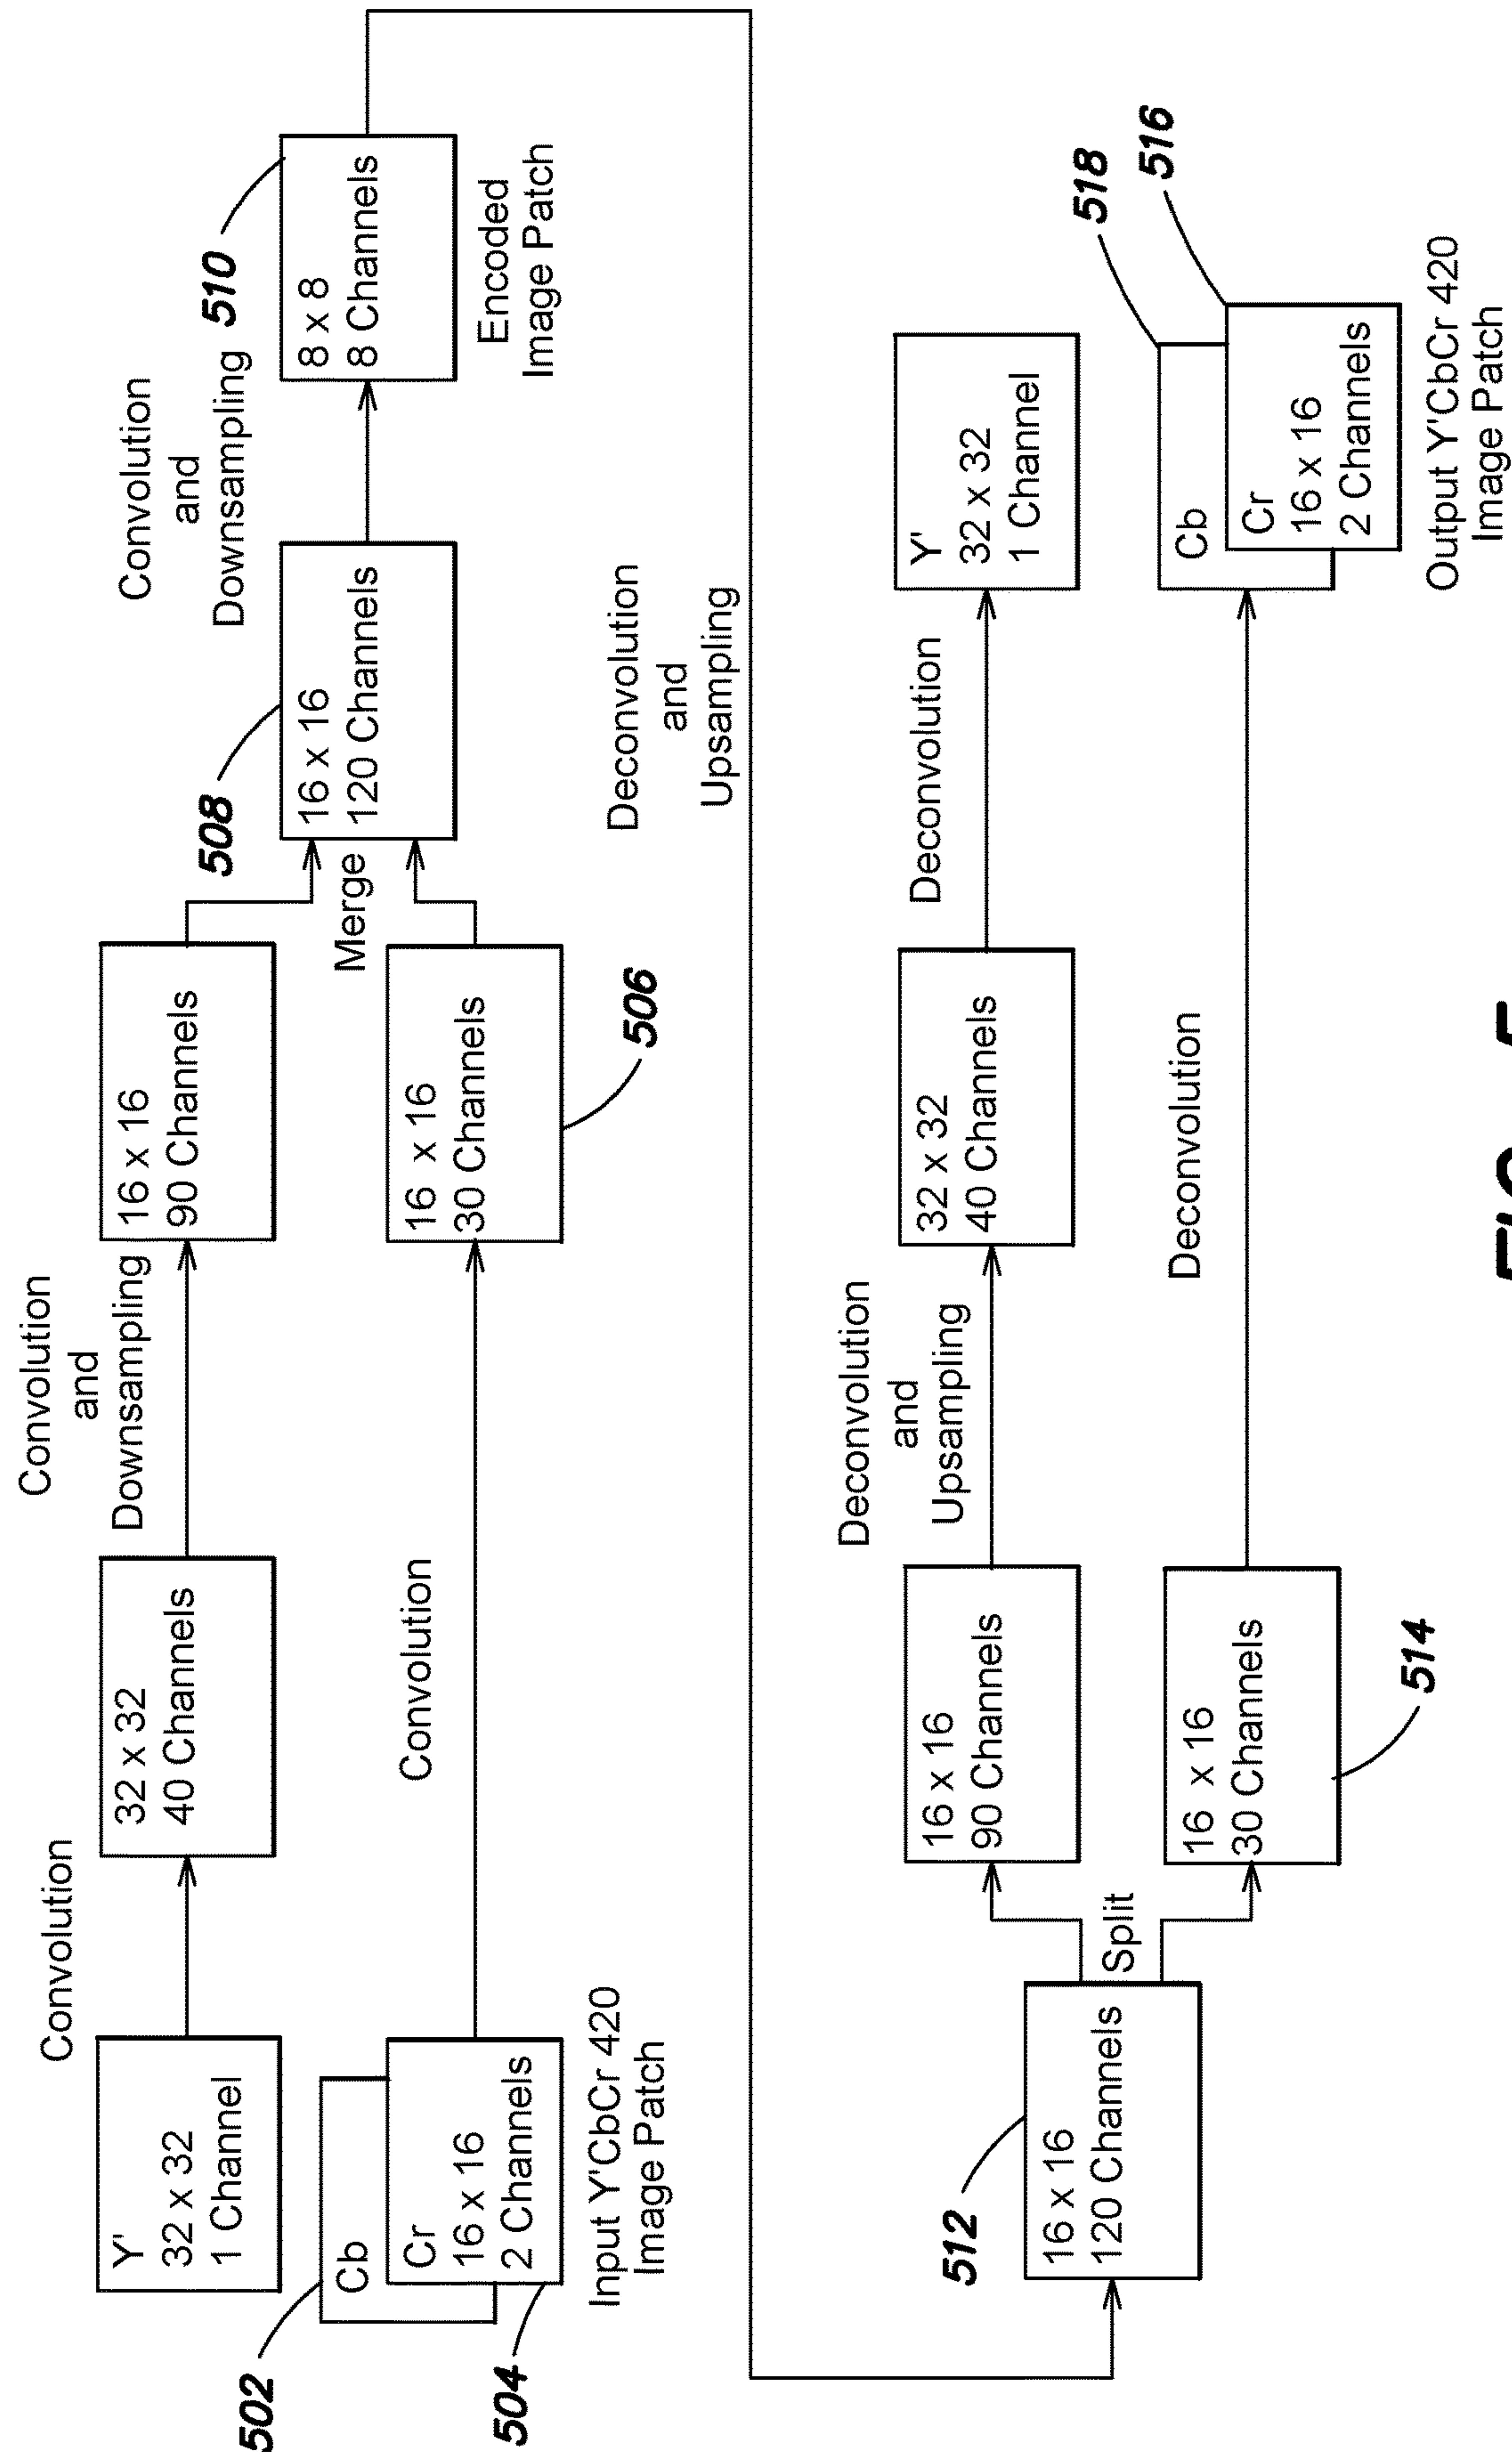 Convolution
Y'
32 x 32
1 Channel
32 x 32
40 Channels
Convolution
and
Downsampling
16 x 16
90 Channels
502
Cb
Cr
16 x 16
2 Channels
504
Input Y'CbCr 420
Image Patch
Convolution
16 x 16
30 Channels
506
Merge
508
16 x 16
120 Channels
Convolution
and
Downsampling
510
8 x 8
8 Channels
Encoded
Image Patch
Deconvolution
and
Upsampling
512
16 x 16
120 Channels
Split
16 x 16
90 Channels
Deconvolution
and
Upsampling
32 x 32
40 Channels
Deconvolution
Y'
32 x 32
1 Channel
16 x 16
30 Channels
514
Deconvolution
518
Cb
516
Cr
16 x 16
2 Channels
Output Y'CbCr 420
Image Patch